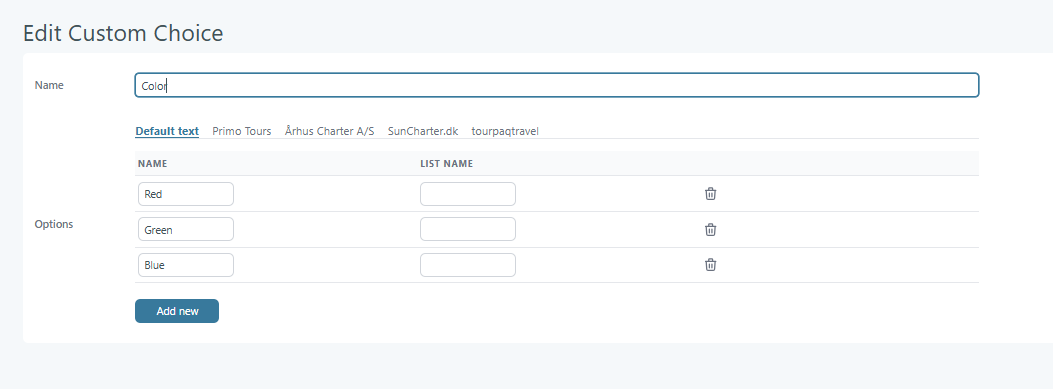 Edit Custom Choice
Name
Color
Default text Primo Tours Århus Charter A/S SunCharter.dk tourpaqtravel
NAME LIST NAME
Red
Options
Green
Blue
Add new